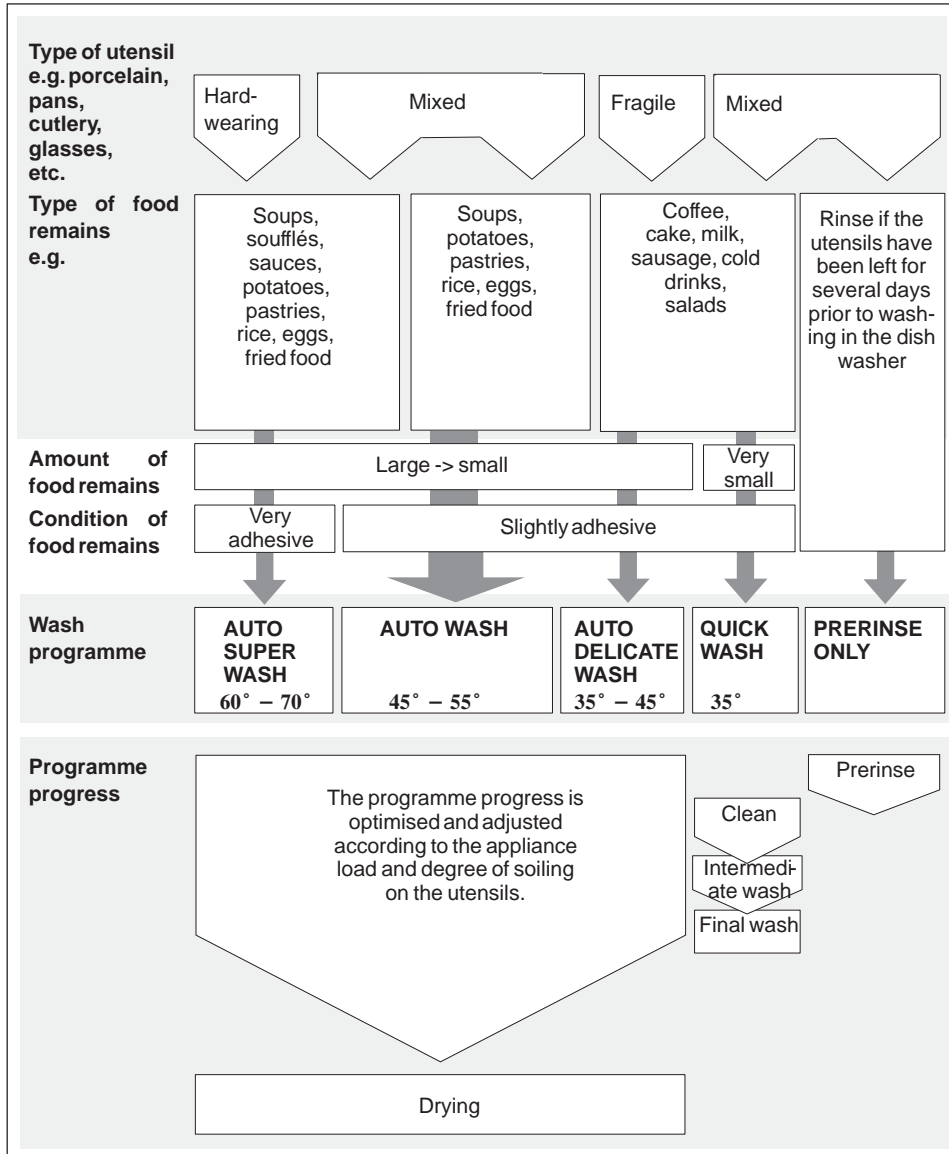 Type of utensil
e.g. porcelain,
pans,
cutlery,
glasses,
etc.
Hard-
wearing
Mixed
Fragile
Mixed
Type of food
remains
e.g.
Soups,
soufflés,
sauces,
potatoes,
pastries,
rice, eggs,
fried food
Soups,
potatoes,
pastries,
rice, eggs,
fried food
Coffee,
cake, milk,
sausage, cold
drinks,
salads
Rinse if the
utensils have
been left for
several days
prior to wash-
ing in the dish
washer
Amount of
food remains
Large -> small
Very
small
Condition of
food remains
Very
adhesive
Slightly adhesive
Wash
programme
AUTO
SUPER
WASH
60° – 70°
AUTO WASH
45° – 55°
AUTO
DELICATE
WASH
35° – 45°
QUICK
WASH
35°
PRERINSE
ONLY
Programme
progress
The programme progress is
optimised and adjusted
according to the appliance
load and degree of soiling
on the utensils.
Clean
Intermedi-
ate wash
Final wash
Prerinse
Drying